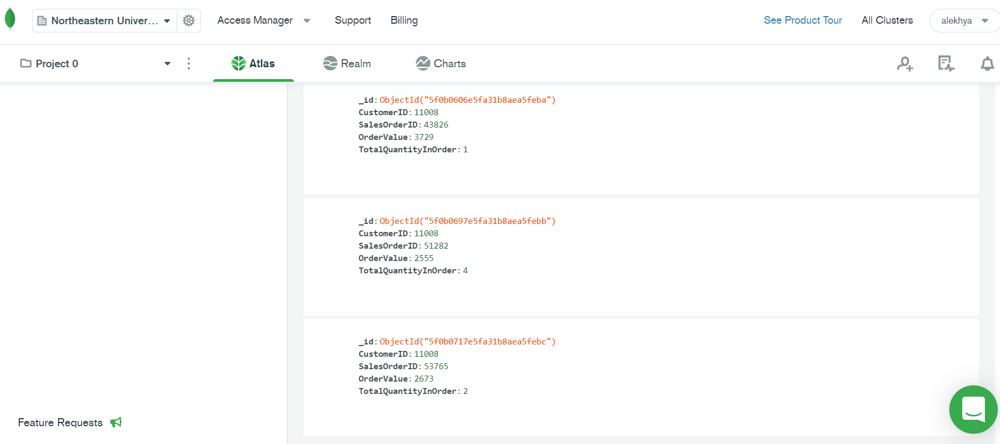 Northeastern Univer...
Access Manager
Support
Billing
See Product Tour
All Clusters
alekhya
Project 0
Atlas
Realm
Charts
_id: ObjectId("5f0b0606e5fa31b8aea5feba")
CustomerID: 11008
SalesOrderID: 43826
OrderValue: 3729
TotalQuantityInOrder: 1
_id: ObjectId("5f0b0697e5fa31b8aea5febb")
CustomerID: 11008
SalesOrderID: 51282
OrderValue: 2555
TotalQuantityInOrder: 4
_id: ObjectId("5f0b0717e5fa31b8aea5febc")
CustomerID: 11008
SalesOrderID: 53765
OrderValue: 2673
TotalQuantityInOrder: 2
Feature Requests